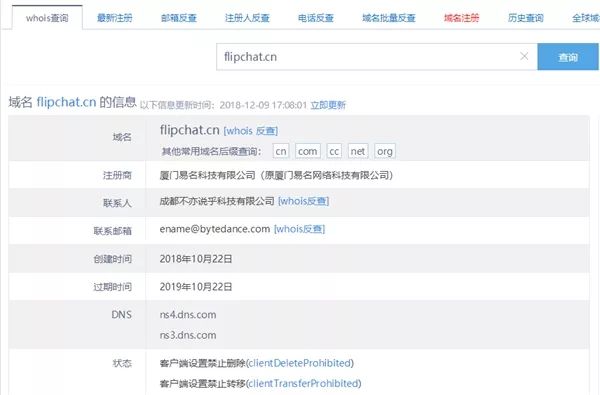 whois查询 最新注册 邮箱反查 注册人反查 电话反查 域名批量反查 域名注册 历史查询 全球域
flipchat.cn 查询
域名 flipchat.cn 的信息 以下信息更新时间：2018-12-09 17:08:01 立即更新
域名 flipchat.cn [whois 反查]
其他常用域名后缀查询： cn com cc net org
注册商 厦门易名科技有限公司（原厦门易名网络科技有限公司）
联系人 成都不亦说乎科技有限公司 [whois反查]
联系邮箱 ename@bytedance.com [whois反查]
创建时间 2018年10月22日
过期时间 2019年10月22日
DNS ns4.dns.com
ns3.dns.com
状态 客户端设置禁止删除(clientDeleteProhibited)
客户端设置禁止转移(clientTransferProhibited)